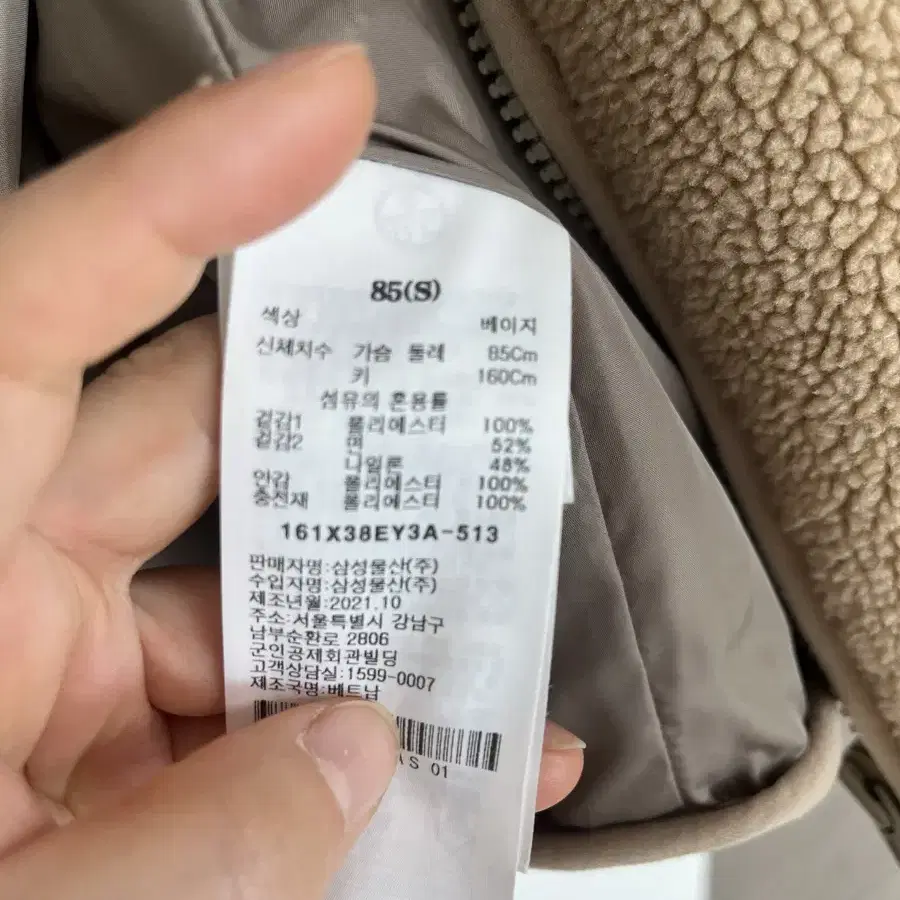 85(S)
색상 베이지
신체치수 가슴 둘레 85Cm
키 160Cm
섬유의 혼용률
겉감1 폴리에스터 100%
겉감2 면 52%
나일론 48%
안감 폴리에스터 100%
충전재 폴리에스터 100%
161X38EY3A-513
판매자명:삼성물산(주)
수입자명:삼성물산(주)
제조년월:2021.10
주소:서울특별시 강남구
남부순환로 2806
군인공제회관빌딩
고객상담실:1599-0007
제조국명:베트남
S 01